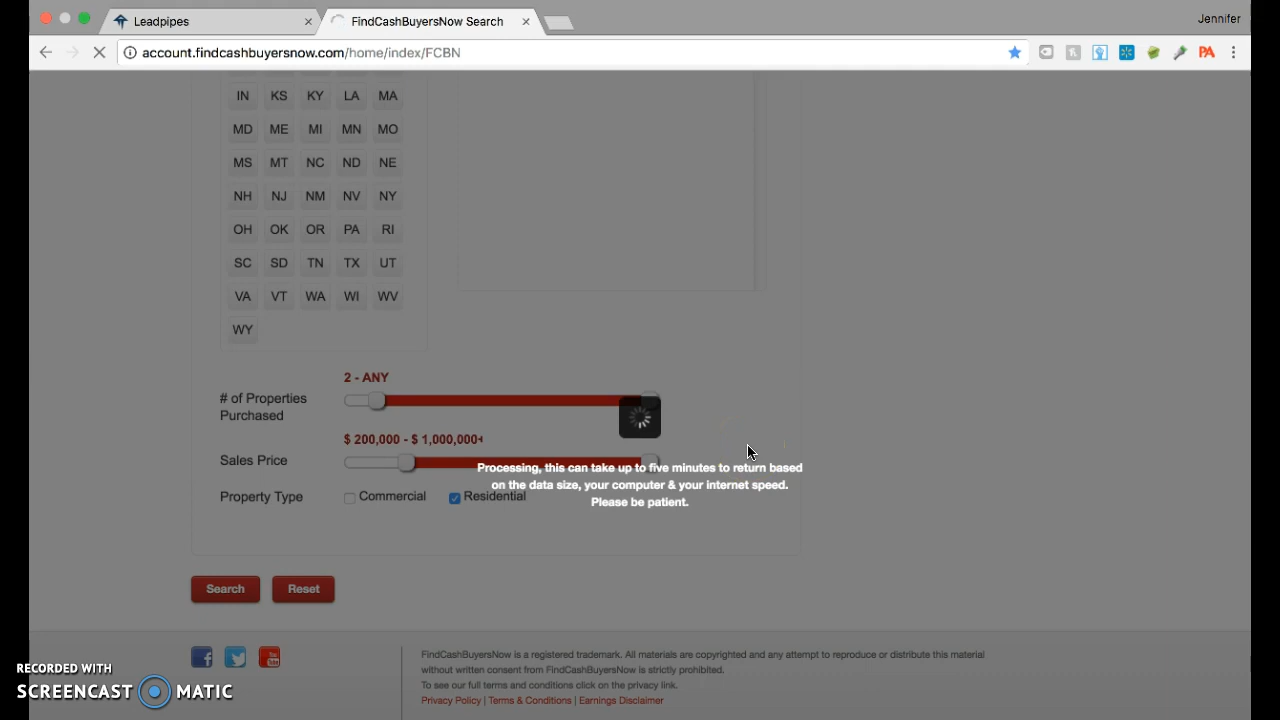 Leadpipes
FindCashBuyersNow Search
Jennifer
account.findcashbuyersnow.com/home/index/FCBN
PA
IN KS KY LA MA
MD ME MI MN MO
MS MT NC ND NE
NH NJ NM NV NY
OH OK OR PA RI
SC SD TN TX UT
VA VT WA WI WV
WY
2 - ANY
# of Properties
Purchased
$ 200,000 - $ 1,000,000+
Sales Price
Processing, this can take up to five minutes to return based
on the data size, your computer & your internet speed.
Please be patient.
Property Type Commercial Residential
Search Reset
FindCashBuyersNow is a registered trademark. All materials are copyrighted and any attempt to reproduce or distribute this material
without written consent from FindCashBuyersNow is strictly prohibited.
To see our full terms and conditions click on the privacy link.
Privacy Policy | Terms & Conditions | Earnings Disclaimer
You Tube
RECORDED WITH
SCREENCAST MATIC